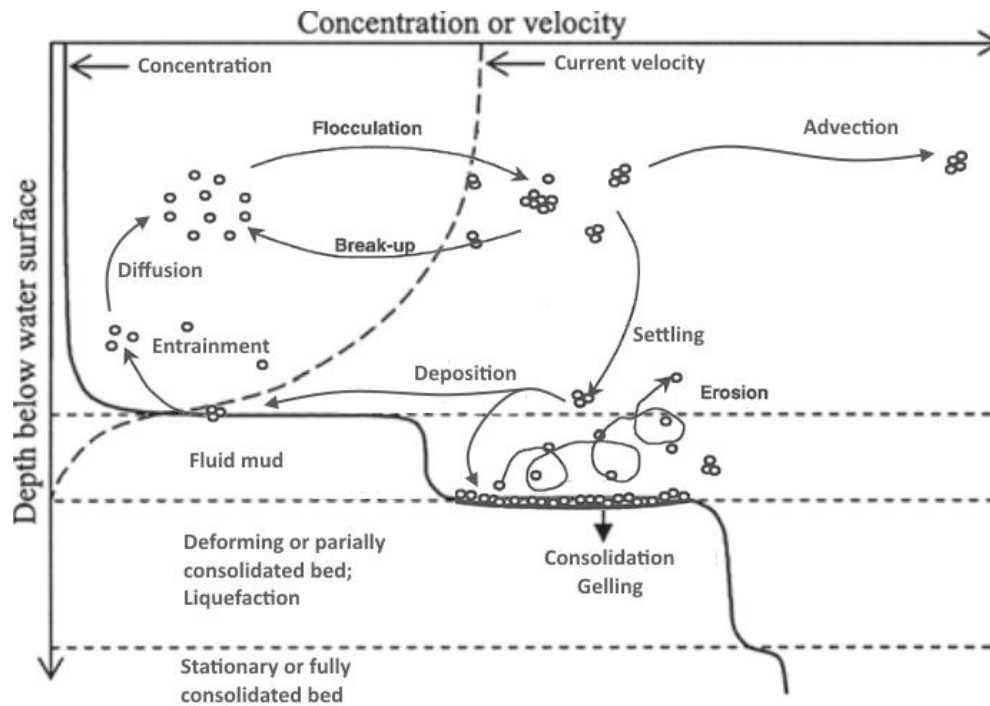 Concentration or velocity
Concentration
Current velocity
Flocculation
Advection
Break-up
Diffusion
Settling
Entrainment
Deposition
Erosion
Fluid mud
Deforming or parially
consolidated bed;
Liquefaction
Consolidation
Gelling
Stationary or fully
consolidated bed
Depth below water surface